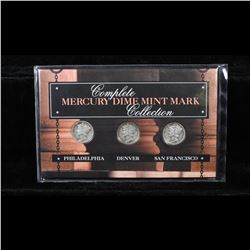 Complete
MERCURY DIME MINT MARK
Collection
PHILADELPHIA DENVER SAN FRANCISCO